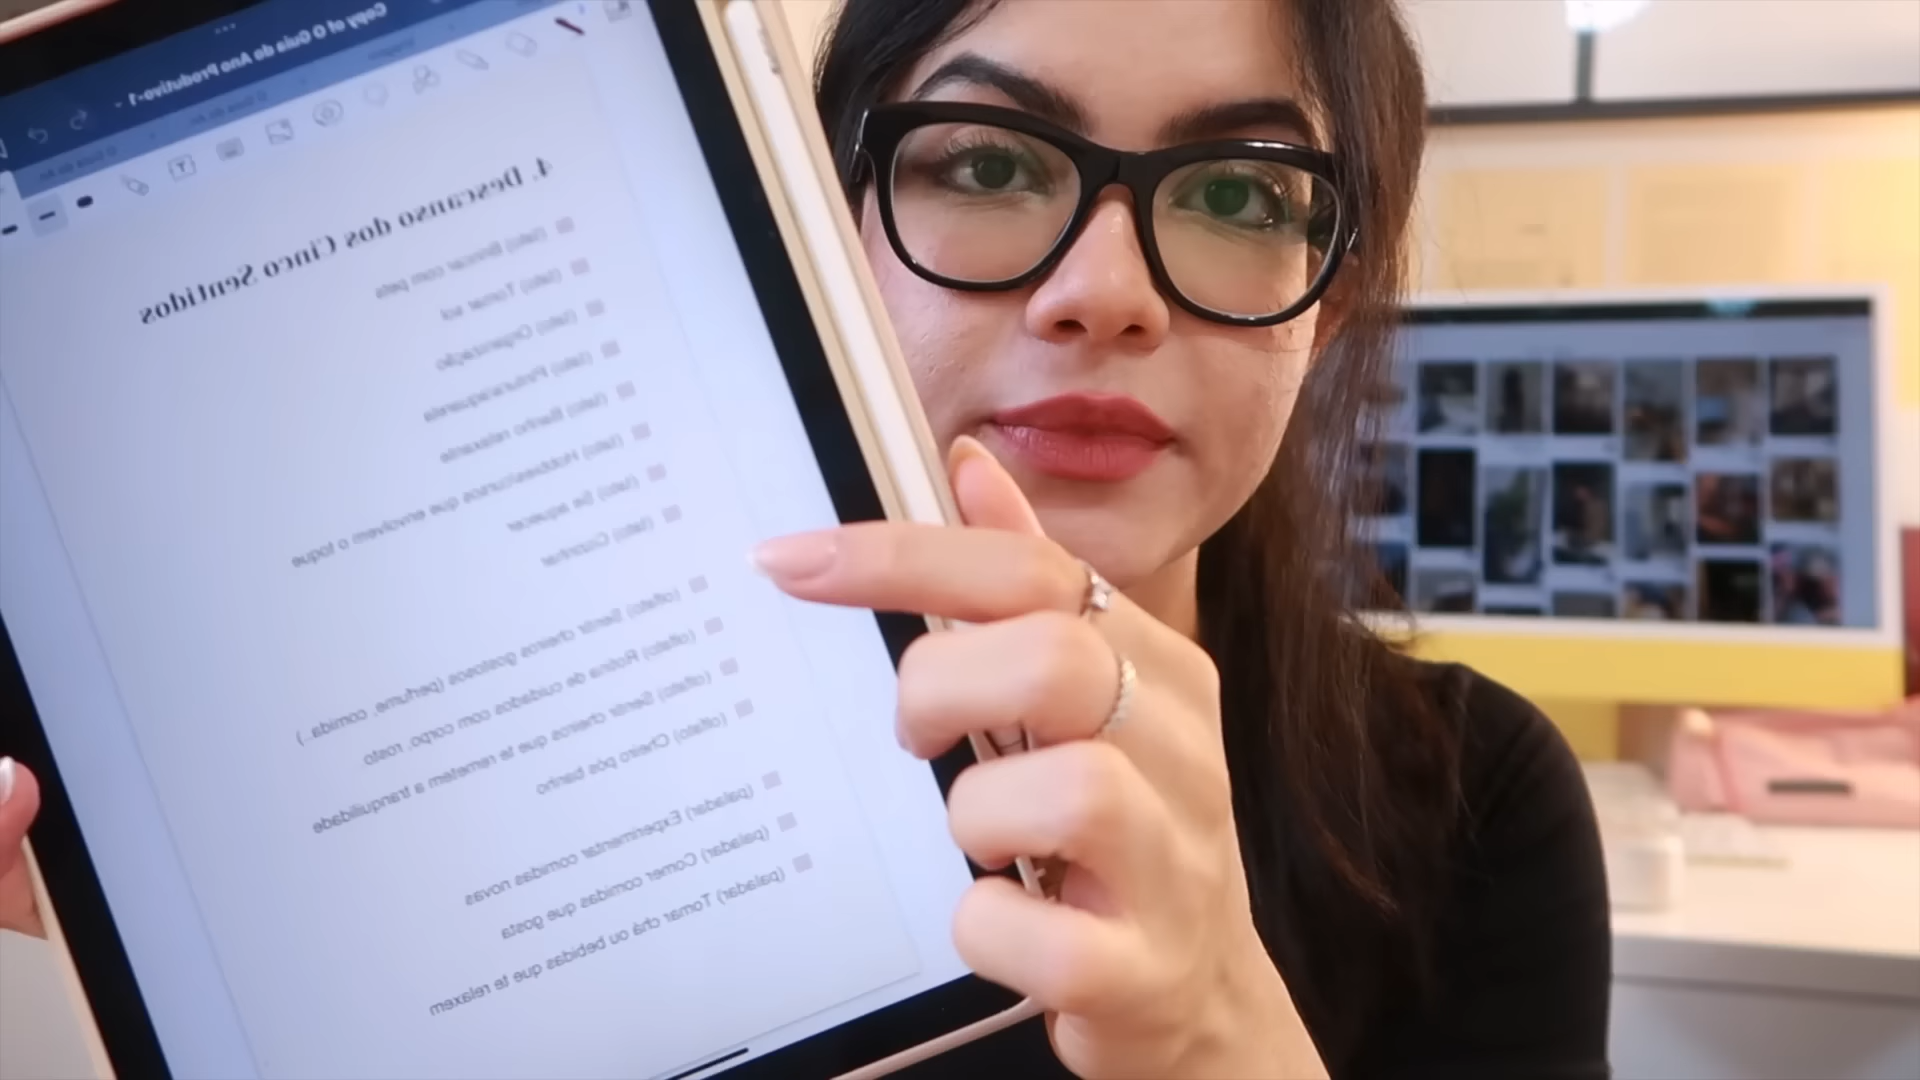 Copy of O Guia do Ano Produtivo-1
4. Descanso dos Cinco Sentidos
(tato) Brincar com pets
(tato) Tomar sol
(tato) Organização
(tato)
(tato) Banho relaxante
(tato) Hobbies/cursos que envolvem o toque
(tato) Se aquecer
(tato) Cozinhar
(olfato) Sentir cheiros gostosos (perfume, comida...)
(olfato) Rotina de cuidados com corpo, rosto
(olfato) Sentir cheiros que te remetem a tranquilidade
(olfato) Cheiro pós banho
(paladar) Experimentar comidas novas
(paladar) Comer comidas que gosta
(paladar) Tomar chá ou bebidas que te relaxem